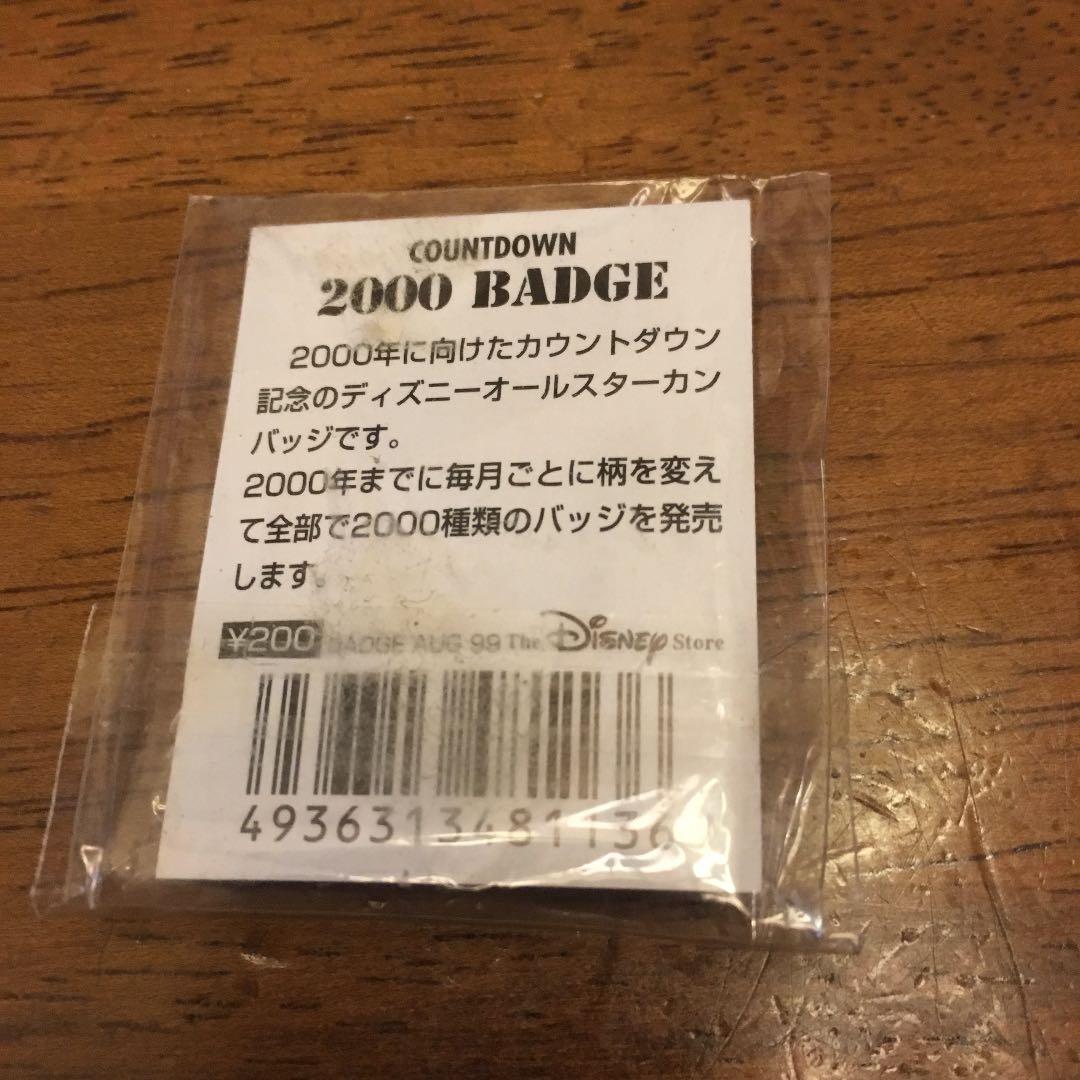 COUNTDOWN
2000 BADGE
2000年に向けたカウントダウン
記念のディズニーオールスターカン
バッジです。
2000年までに毎月ごとに柄を変え
て全部で2000種類のバッジを発売
します。
¥200 BADGE AUG 99 The Disney Store
4936313481136